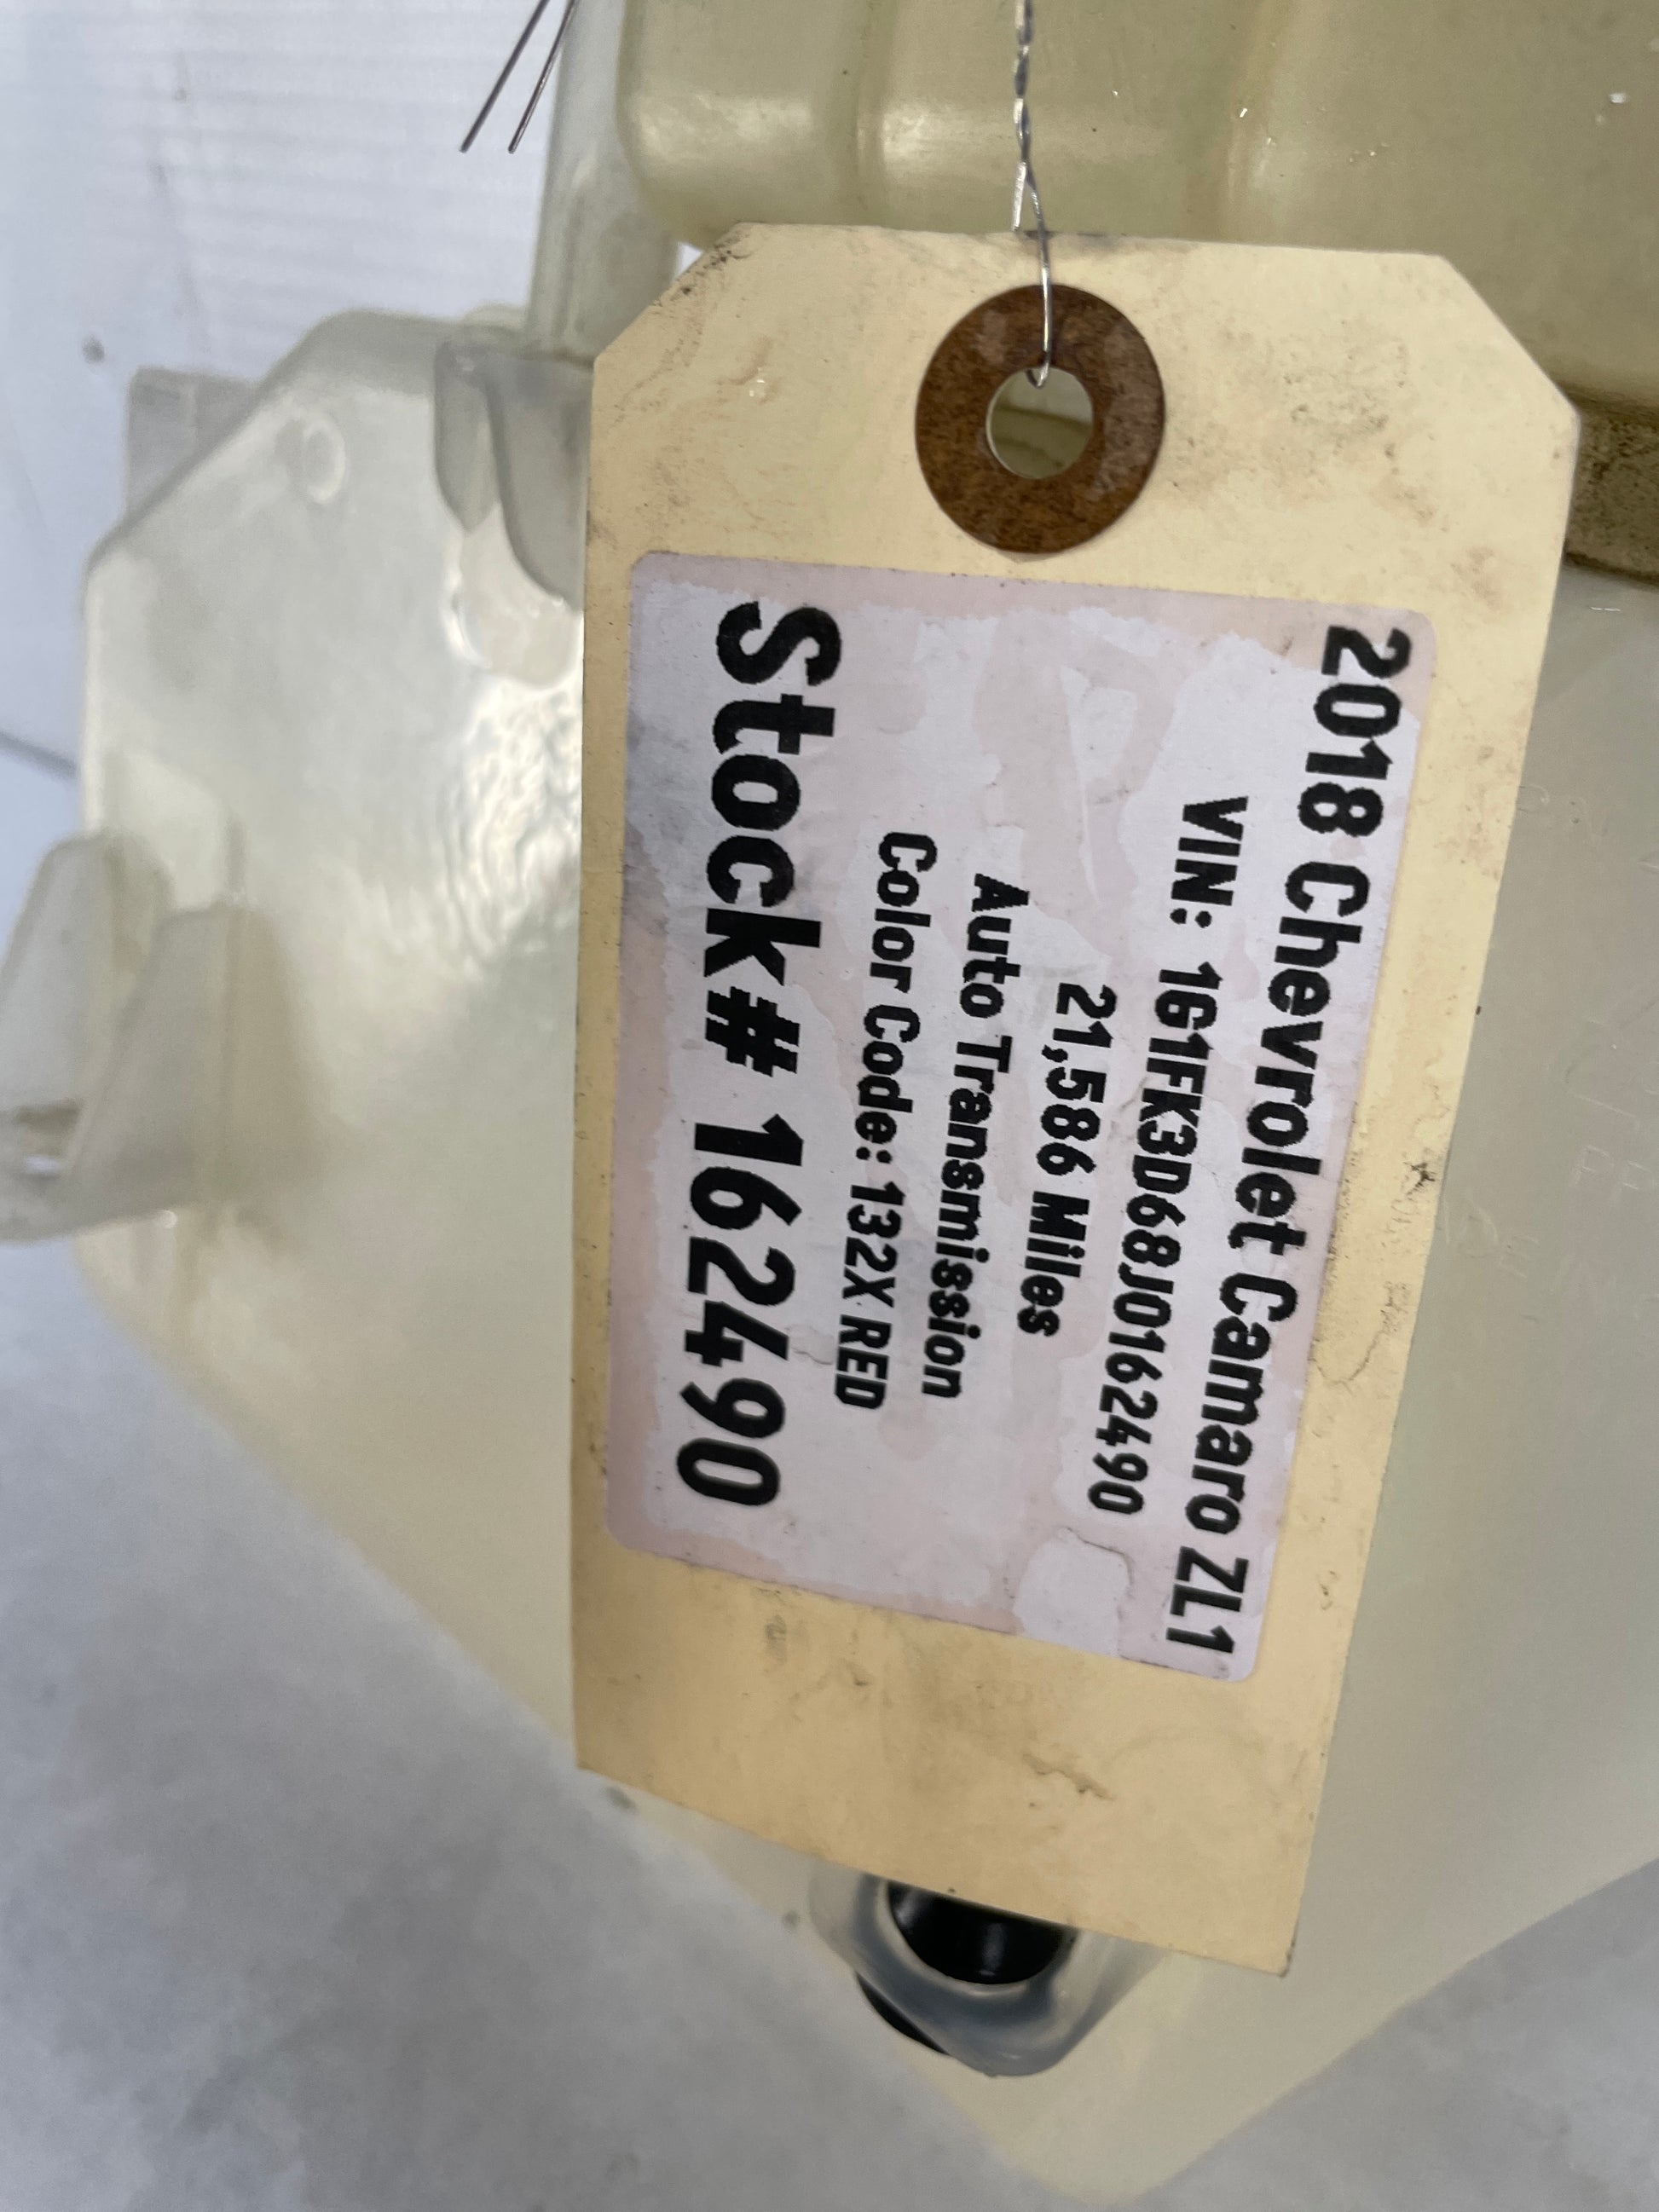 2018 Chevrolet Camaro ZL1
VIN: 1G1FK3D68J0162490
21,586 Miles
Auto Transmission
Color Code: 132X RED
Stock# 162490